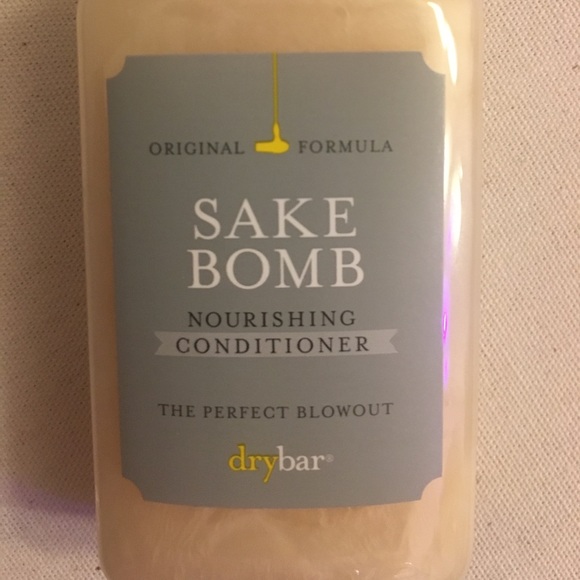 ORIGINAL FORMULA
SAKE
BOMB
NOURISHING
CONDITIONER
THE PERFECT BLOWOUT
drybar®